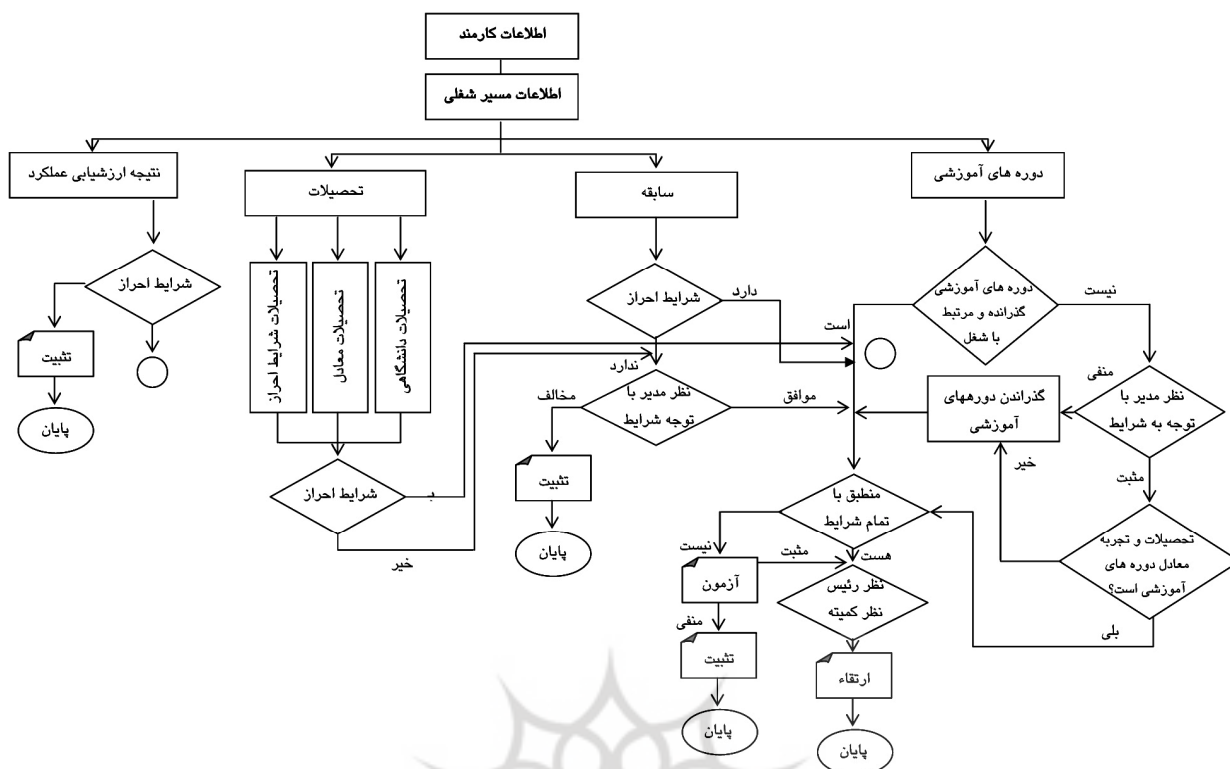 اطلاعات کارمند
اطلاعات مسیر شغلی
دوره های آموزشی
سابقه
تحصیلات
نتیجه ارزشیابی عملکرد
دوره های آموزشی
گذرانده و مرتبط
با شغل
نیست
است
شرایط احراز
دارد
ندارد
تحصیلات دانشگاهی
تحصیلات معادل
تحصیلات شرایط احراز
شرایط احراز
تثبیت
پایان
نظر مدیر با
توجه به شرایط
منفی
مثبت
گذراندن دورههای
آموزشی
خیر
نظر مدیر با
توجه شرایط
موافق
مخالف
تثبیت
پایان
شرایط احراز
خیر
تحصیلات و تجربه
معادل دوره های
آموزشی است؟
بلی
منطبق با
تمام شرایط
نیست
هست
مثبت
آزمون
منفی
تثبیت
پایان
نظر رئیس
نظر کمیته
ارتقاء
پایان